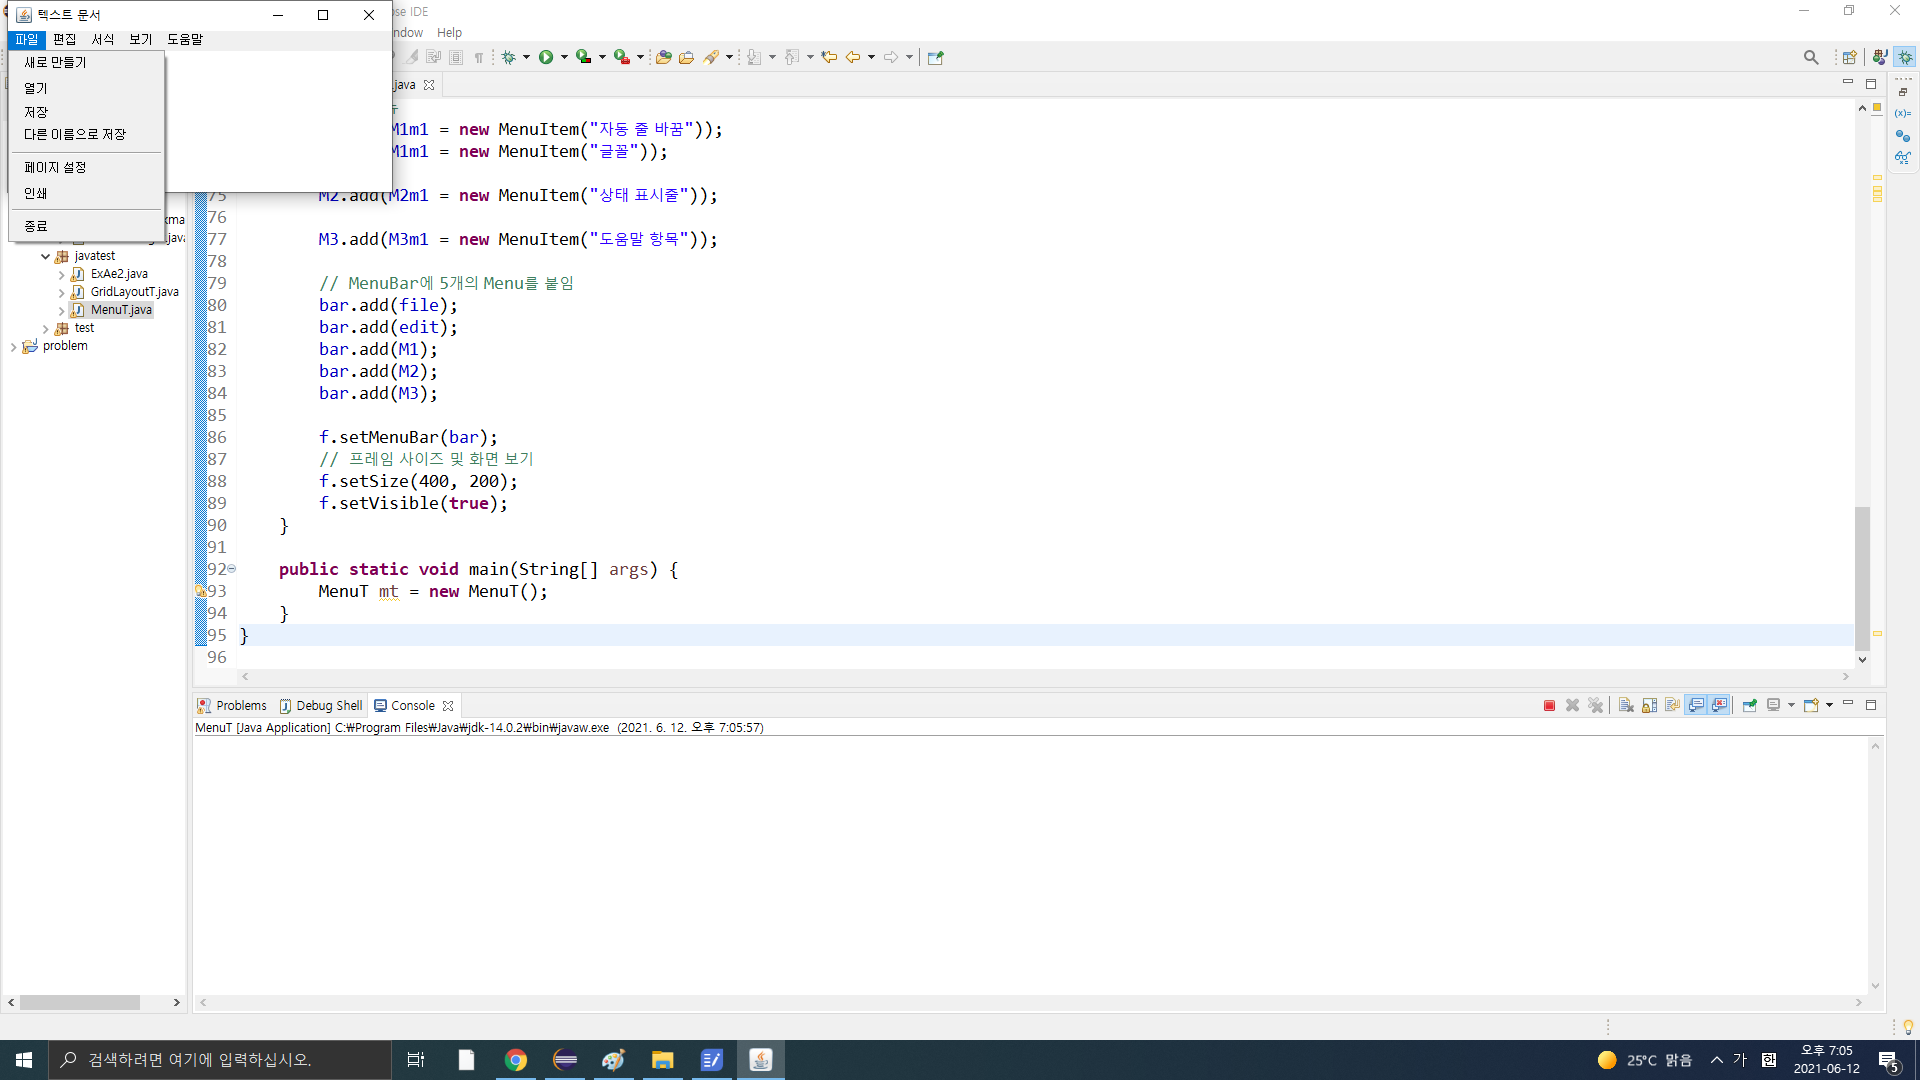 텍스트 문서
ose IDE
파일 편집 서식 보기 도움말
ndow Help
새로 만들기
열기
저장
다른 이름으로 저장
페이지 설정
인쇄
종료
java
M1m1 = new MenuItem("자동 줄 바꿈"));
M1m1 = new MenuItem("글꼴"));
75 M2.add(M2m1 = new MenuItem("상태 표시줄"));
76
77 M3.add(M3m1 = new MenuItem("도움말 항목"));
78
79 // MenuBar에 5개의 Menu를 붙임
80 bar.add(file);
81 bar.add(edit);
82 bar.add(M1);
83 bar.add(M2);
84 bar.add(M3);
85
86 f.setMenuBar(bar);
87 // 프레임 사이즈 및 화면 보기
88 f.setSize(400, 200);
89 f.setVisible(true);
90 }
91
92 public static void main(String[] args) {
93 MenuT mt = new MenuT();
94 }
95 }
96
javatest
ExAe2.java
GridLayoutT.java
MenuT.java
test
problem
Problems Debug Shell Console
MenuT [Java Application] C:₩Program Files₩Java₩jdk-14.0.2₩bin₩javaw.exe (2021. 6. 12. 오후 7:05:57)
검색하려면 여기에 입력하십시오.
25°C 맑음
가 한
오후 7:05
2021-06-12
5